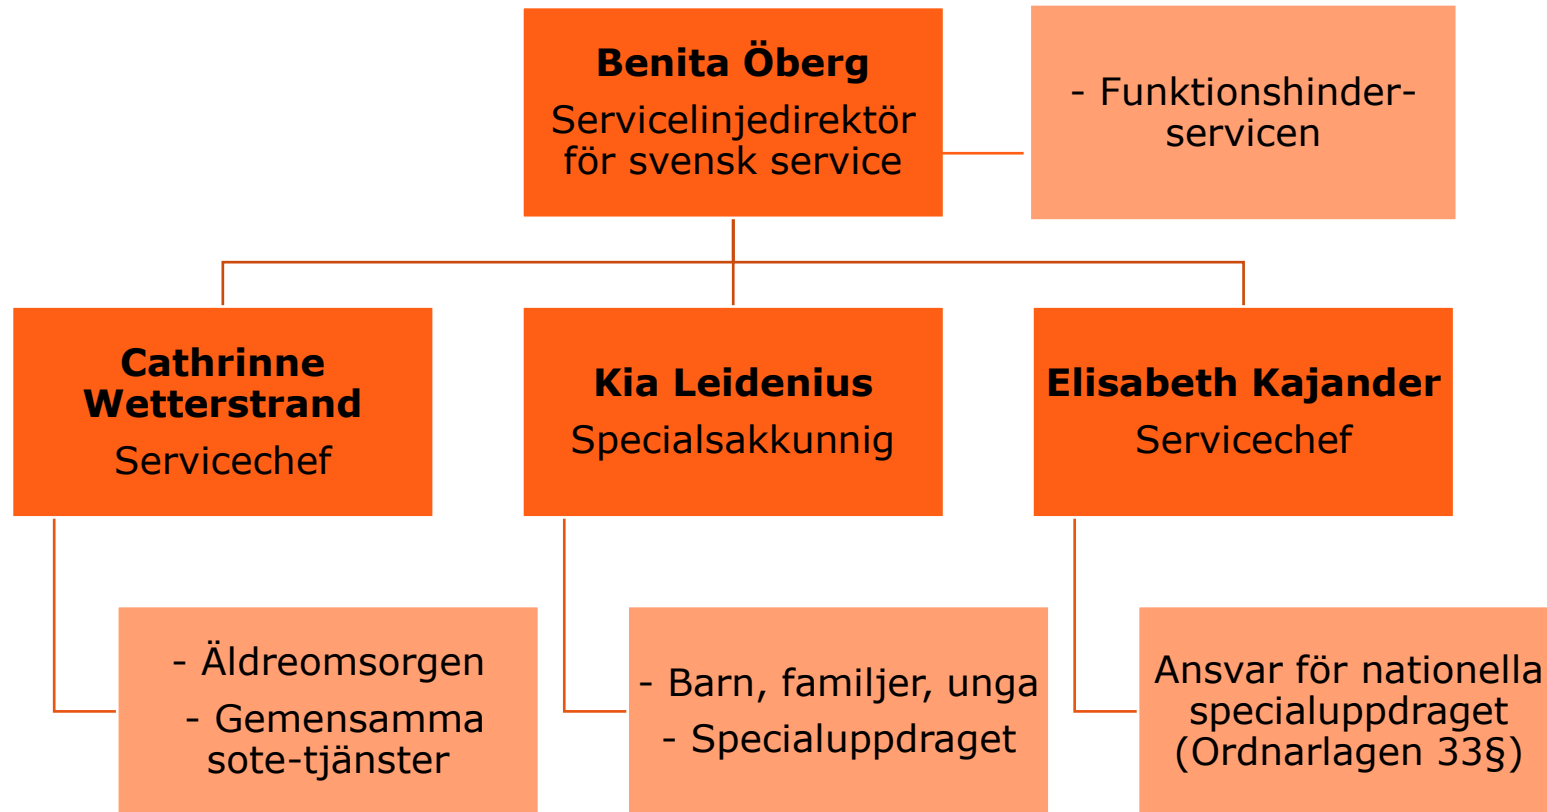 Benita Öberg
Servicelinjedirektör
för svensk service
- Funktionshinder-
servicen
Cathrinne
Wetterstrand
Servicechef
Kia Leidenius
Specialsakkunnig
Elisabeth Kajander
Servicechef
- Äldreomsorgen
- Gemensamma
sote-tjänster
- Barn, familjer, unga
- Specialuppdraget
Ansvar för nationella
specialuppdraget
(Ordnarlagen 33§)